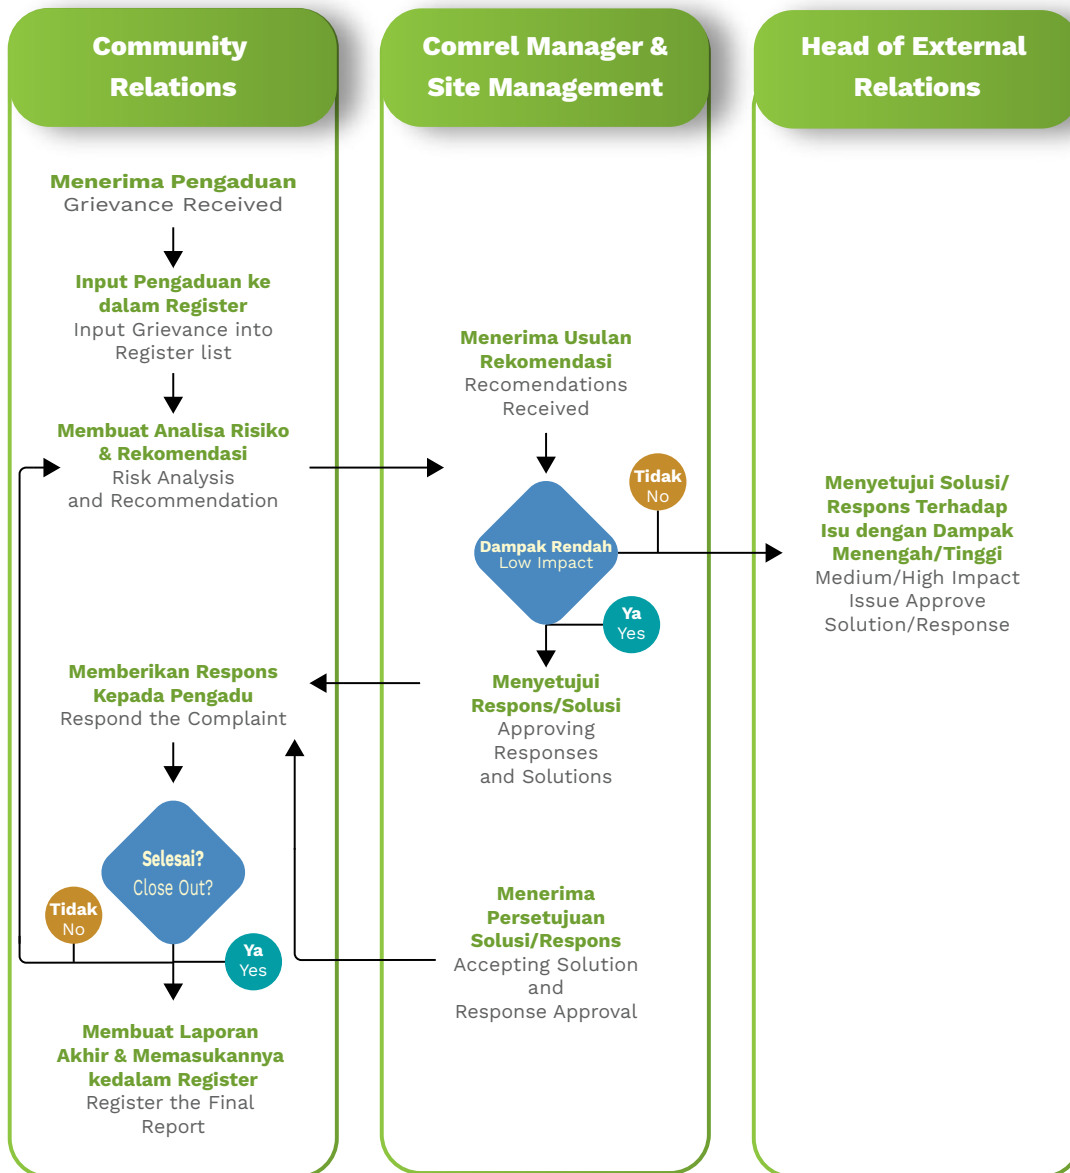 Community
Relations
Menerima Pengaduan
Grievance Received
Input Pengaduan ke
dalam Register
Input Grievance into
Register list
Membuat Analisa Risiko
& Rekomendasi
Risk Analysis
and Recommendation
Memberikan Respons
Kepada Pengadu
Respond the Complaint
Selesai?
Close Out?
Tidak
No
Ya
Yes
Membuat Laporan
Akhir & Memasukannya
kedalam Register
Register the Final
Report
Comrel Manager &
Site Management
Menerima Usulan
Rekomendasi
Recomendations
Received
Tidak
No
Dampak Rendah
Low Impact
Ya
Yes
Menyetujui
Respons/Solusi
Approving
Responses
and Solutions
Menerima
Persetujuan
Solusi/Respons
Accepting Solution
and
Response Approval
Head of External
Relations
Menyetujui Solusi/
Respons Terhadap
Isu dengan Dampak
Menengah/Tinggi
Medium/High Impact
Issue Approve
Solution/Response